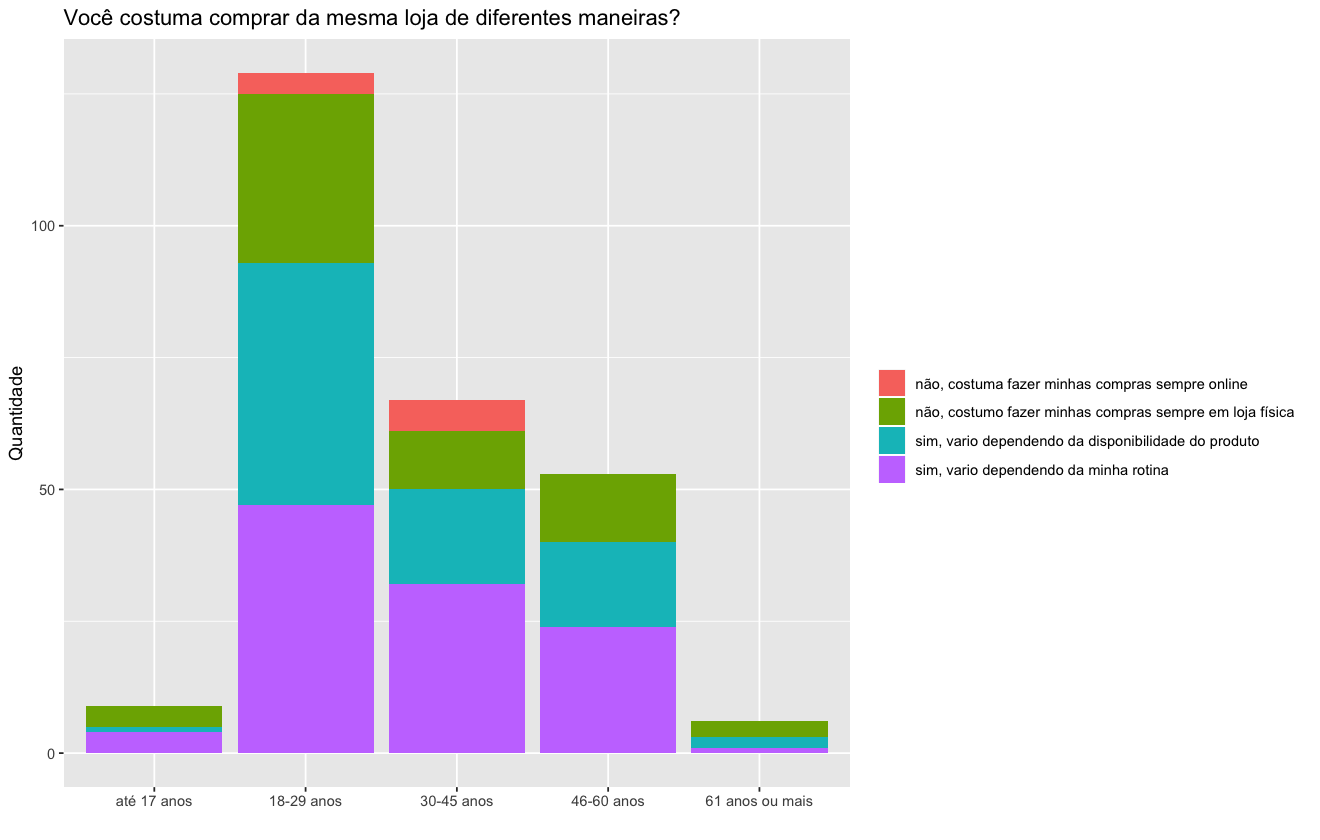 Você costuma comprar da mesma loja de diferentes maneiras?
Quantidade
100
50
0
até 17 anos
18-29 anos
30-45 anos
46-60 anos
61 anos ou mais
não, costuma fazer minhas compras sempre online
não, costumo fazer minhas compras sempre em loja física
sim, vario dependendo da disponibilidade do produto
sim, vario dependendo da minha rotina